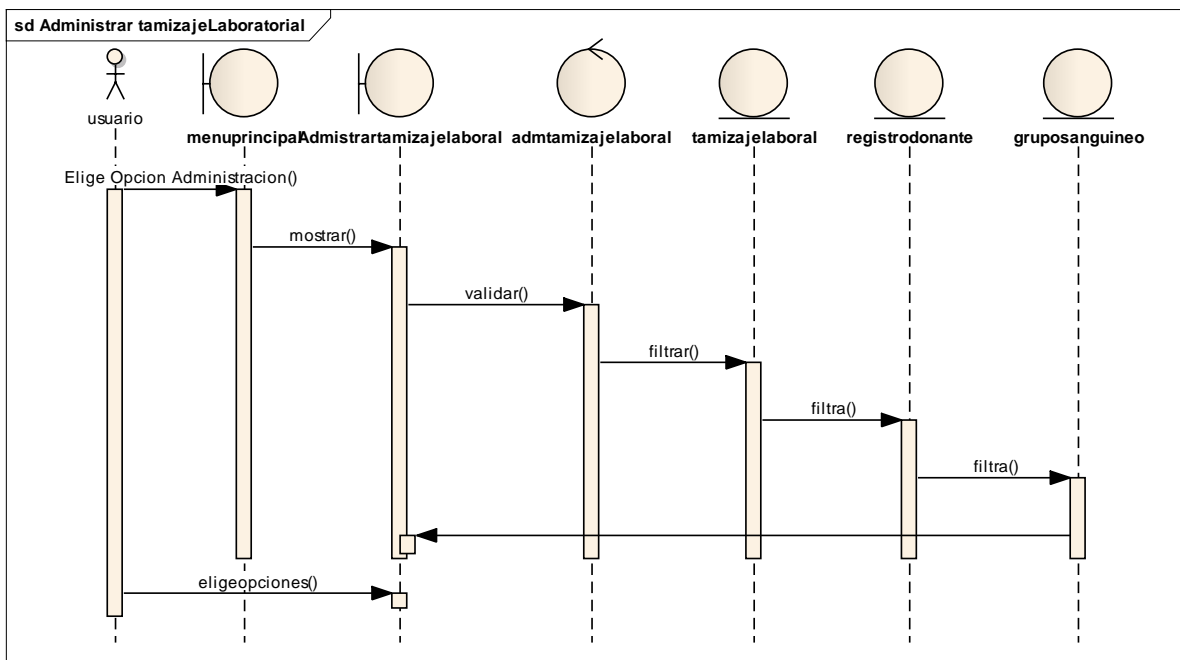 sd Administrar tamizajeLaboratorial
usuario
menuprincipal
Admistrartamizajelaboral
admtamizajelaboral
tamizajelaboral
registrodonante
gruposanguineo
Elige Opcion Administracion()
mostrar()
validar()
filtrar()
filtra()
filtra()
eligeopciones()